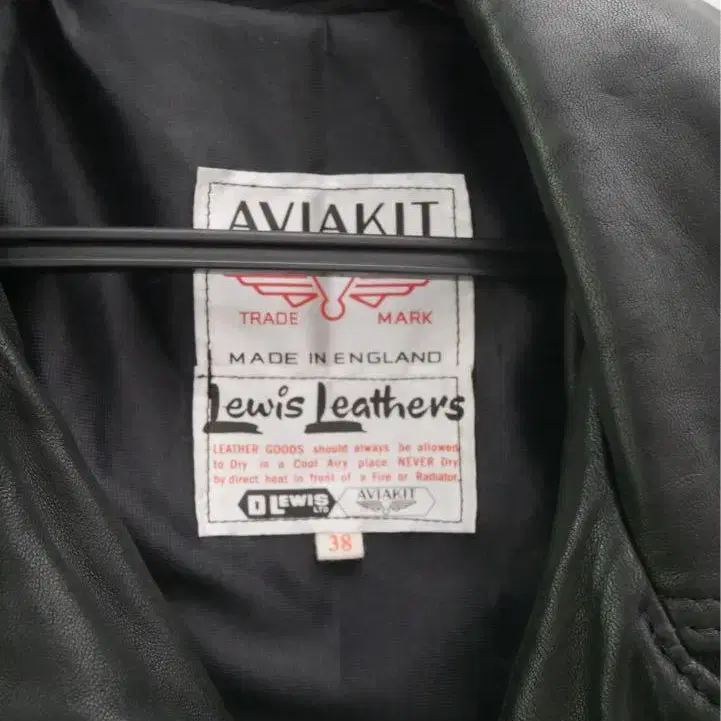 AVIAKIT
TRADE MARK
MADE IN ENGLAND
Lewis Leathers
LEATHER GOODS should always be allowed
to Dry in a Cool Airy place NEVER Dry
by direct heat in front of a Fire or Radiator.
D LEWIS LTD AVIAKIT
38